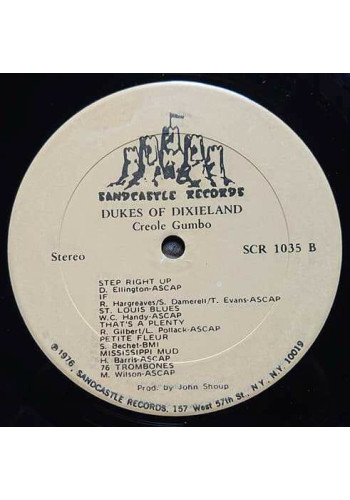 SANDCASTLE RECORDS
DUKES OF DIXIELAND
Creole Gumbo
Stereo
SCR 1035 B
STEP RIGHT UP
D. Ellington-ASCAP
IF
R. Hargreaves/S. Damerell/T. Evans-ASCAP
ST. LOUIS BLUES
W.C. Handy-ASCAP
THAT'S A PLENTY
R. Gilbert/L. Pollack-ASCAP
PETITE FLEUR
S. Bechet-BMI
MISSISSIPPI MUD
H. Barris-ASCAP
76 TROMBONES
M. Wilson-ASCAP
Prod. by John Shoup
℗1976, SANDCASTLE RECORDS, 157 West 57th St., N.Y. N.Y. 10019